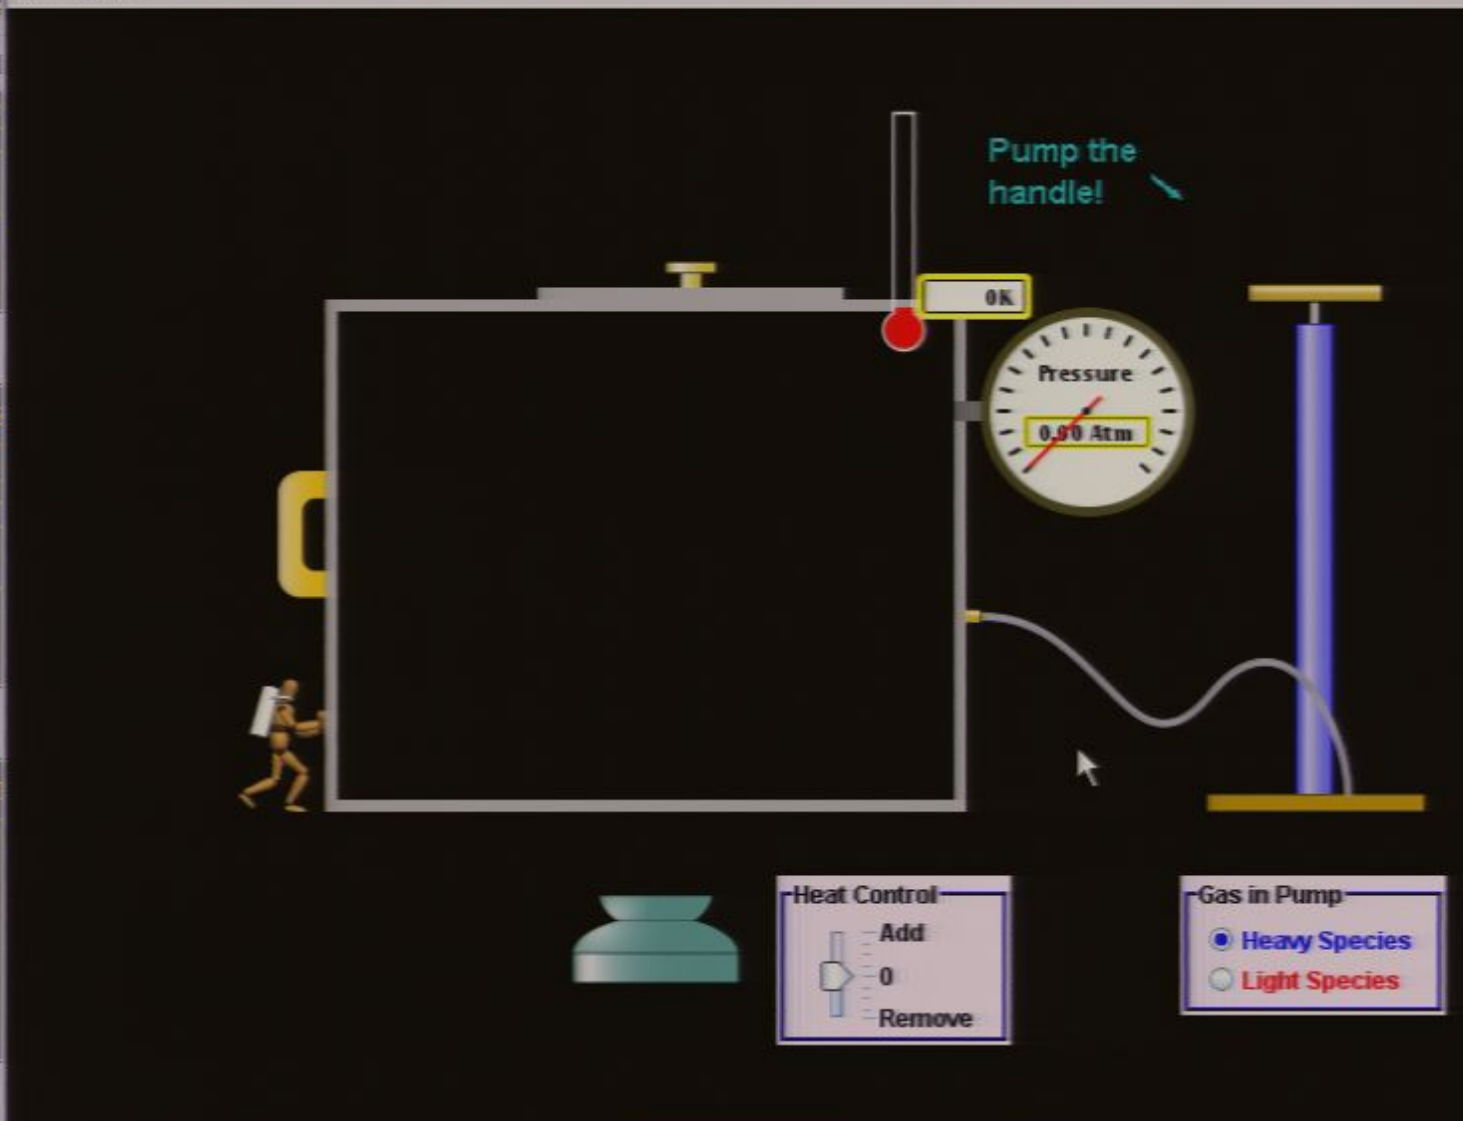 Pump the
handle!
0K
Pressure
0.00 Atm
Heat Control
Add
0
Remove
Gas in Pump
Heavy Species
Light Species